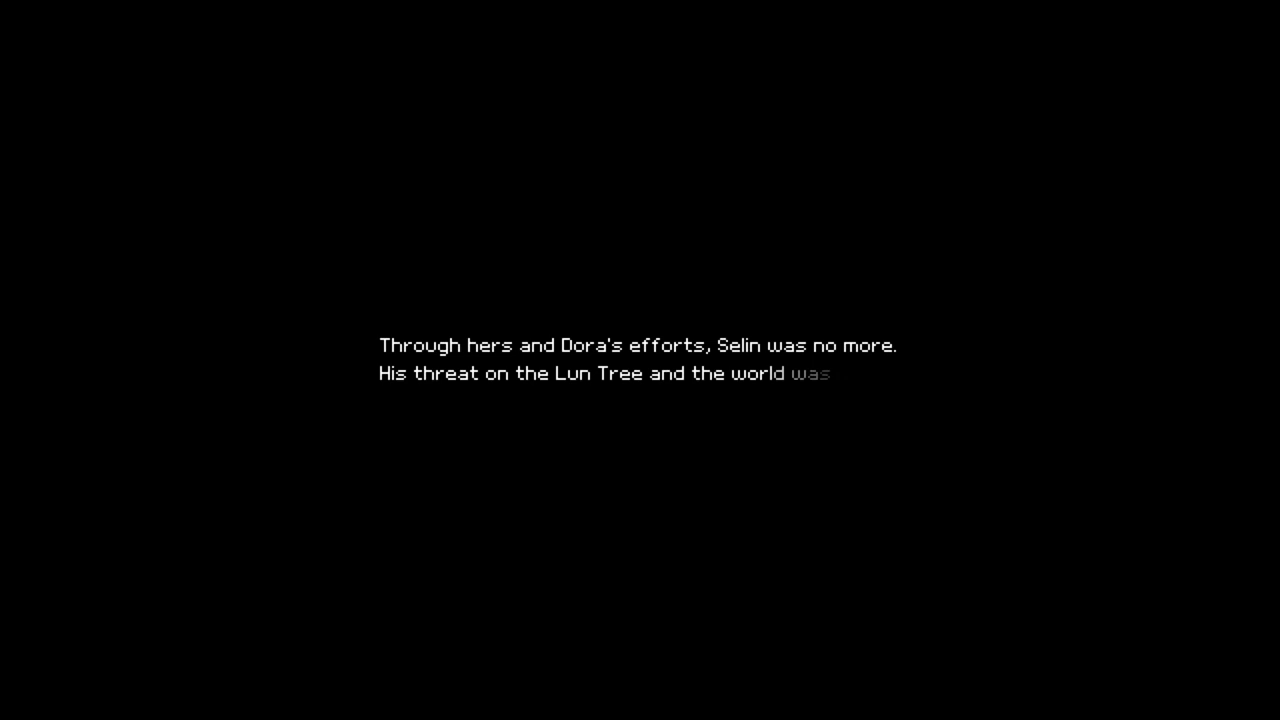 Through hers and Dora's efforts, Selin was no more.
His threat on the Lun Tree and the world was